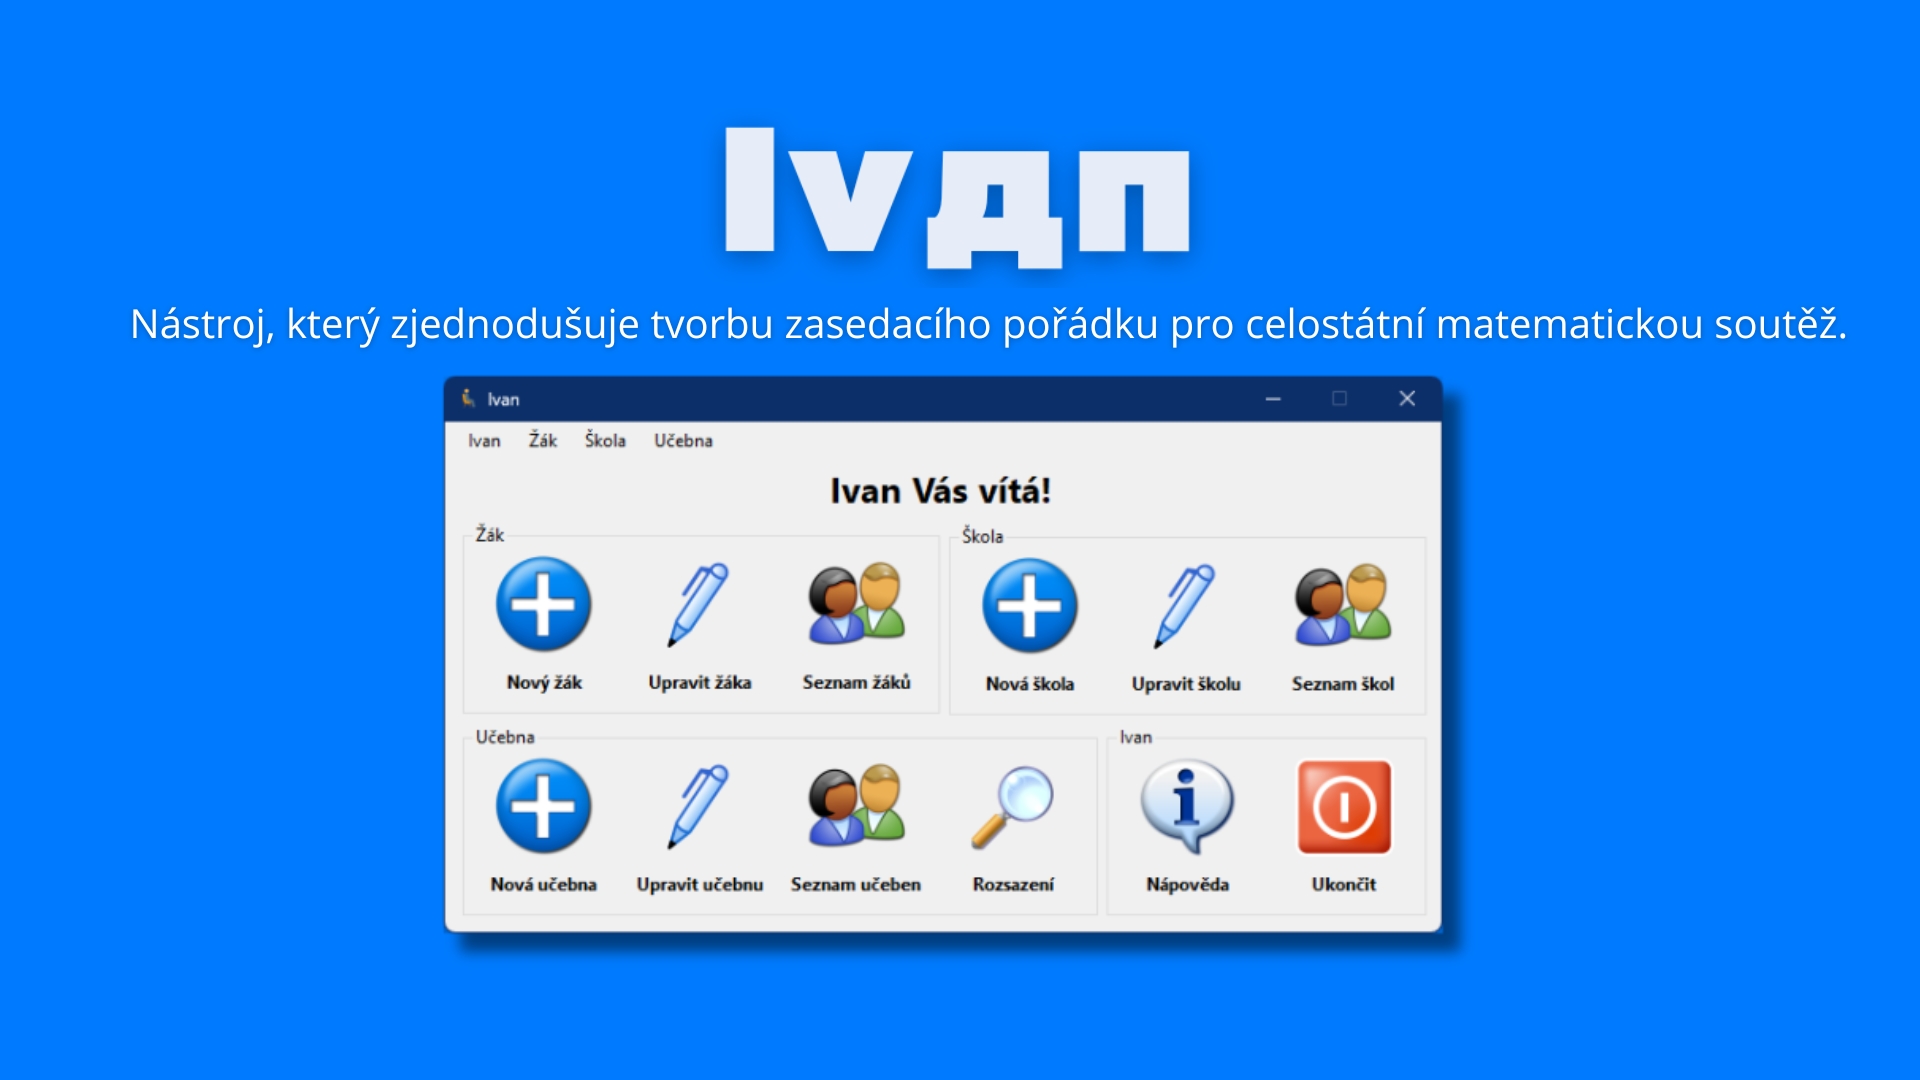 Ivдп
Nástroj, který zjednodušuje tvorbu zasedacího pořádku pro celostátní matematickou soutěž.
Ivan
Ivan Žák Škola Učebna
Ivan Vás vítá!
Žák
Nový žák Upravit žáka Seznam žáků
Škola
Nová škola Upravit školu Seznam škol
Učebna
Nová učebna Upravit učebnu Seznam učeben Rozsazení
Ivan
Nápověda Ukončit